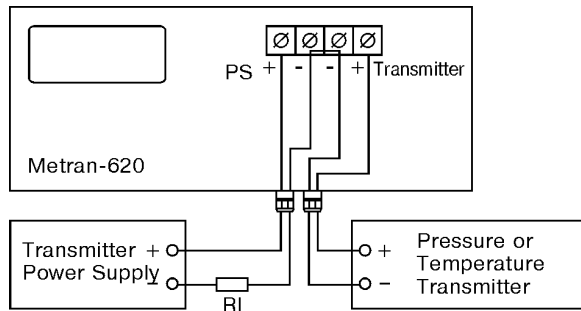 PS + - - + Transmitter
Metran-620
Transmitter +
Power Supply -
RL
+ Pressure or
Temperature
- Transmitter